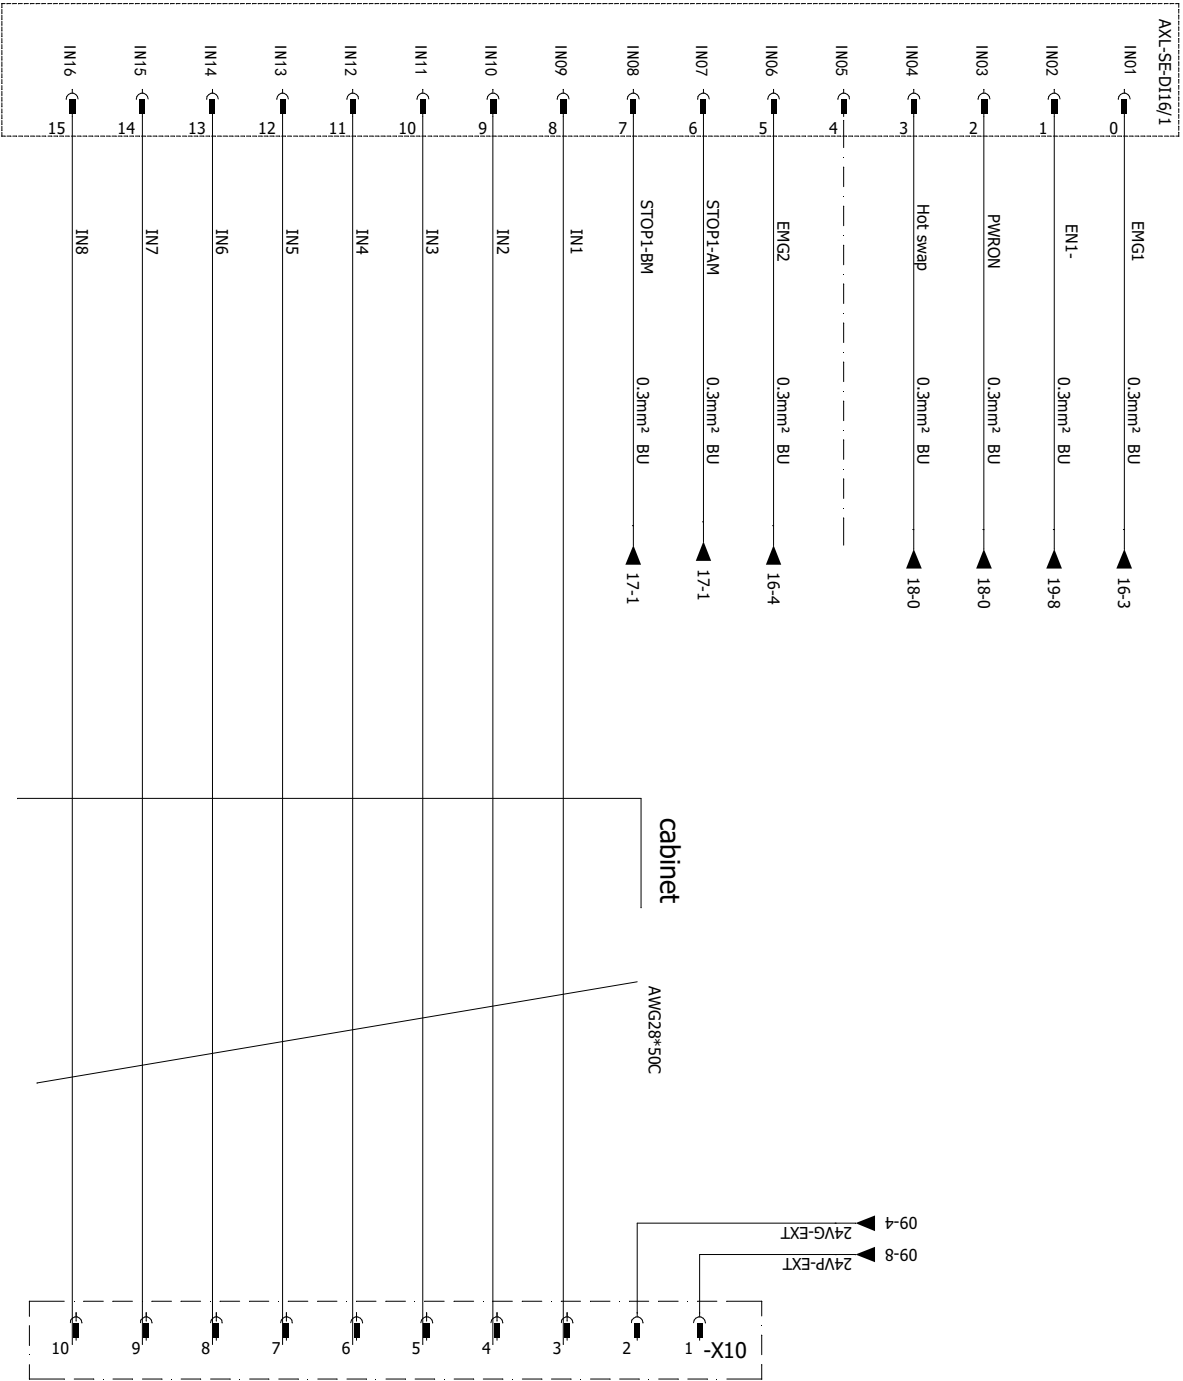 AXL-SE-DI16/1
IN01
IN02
IN03
IN04
IN05
IN06
IN07
IN08
IN09
IN10
IN11
IN12
IN13
IN14
IN15
IN16
0
1
2
3
4
5
6
7
8
9
10
11
12
13
14
15
EMG1
EN1-
PWRON
Hot swap
EMG2
STOP1-AM
STOP1-BM
IN1
IN2
IN3
IN4
IN5
IN6
IN7
IN8
0.3mm² BU
0.3mm² BU
0.3mm² BU
0.3mm² BU
0.3mm² BU
0.3mm² BU
0.3mm² BU
16-3
19-8
18-0
18-0
16-4
17-1
17-1
cabinet
AWG28*50C
09-4
24VG-EXT
09-8
24VP-EXT
-X10
1
2
3
4
5
6
7
8
9
10